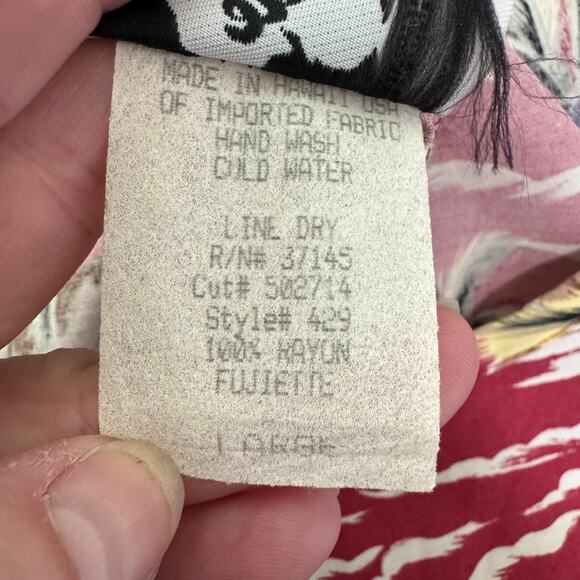 MADE IN HAWAII USA
OF IMPORTED FABRIC
HAND WASH
COLD WATER
LINE DRY
R/N# 37145
Cut# 502714
Style# 429
100% RAYON
FUJIETTE
LARGE